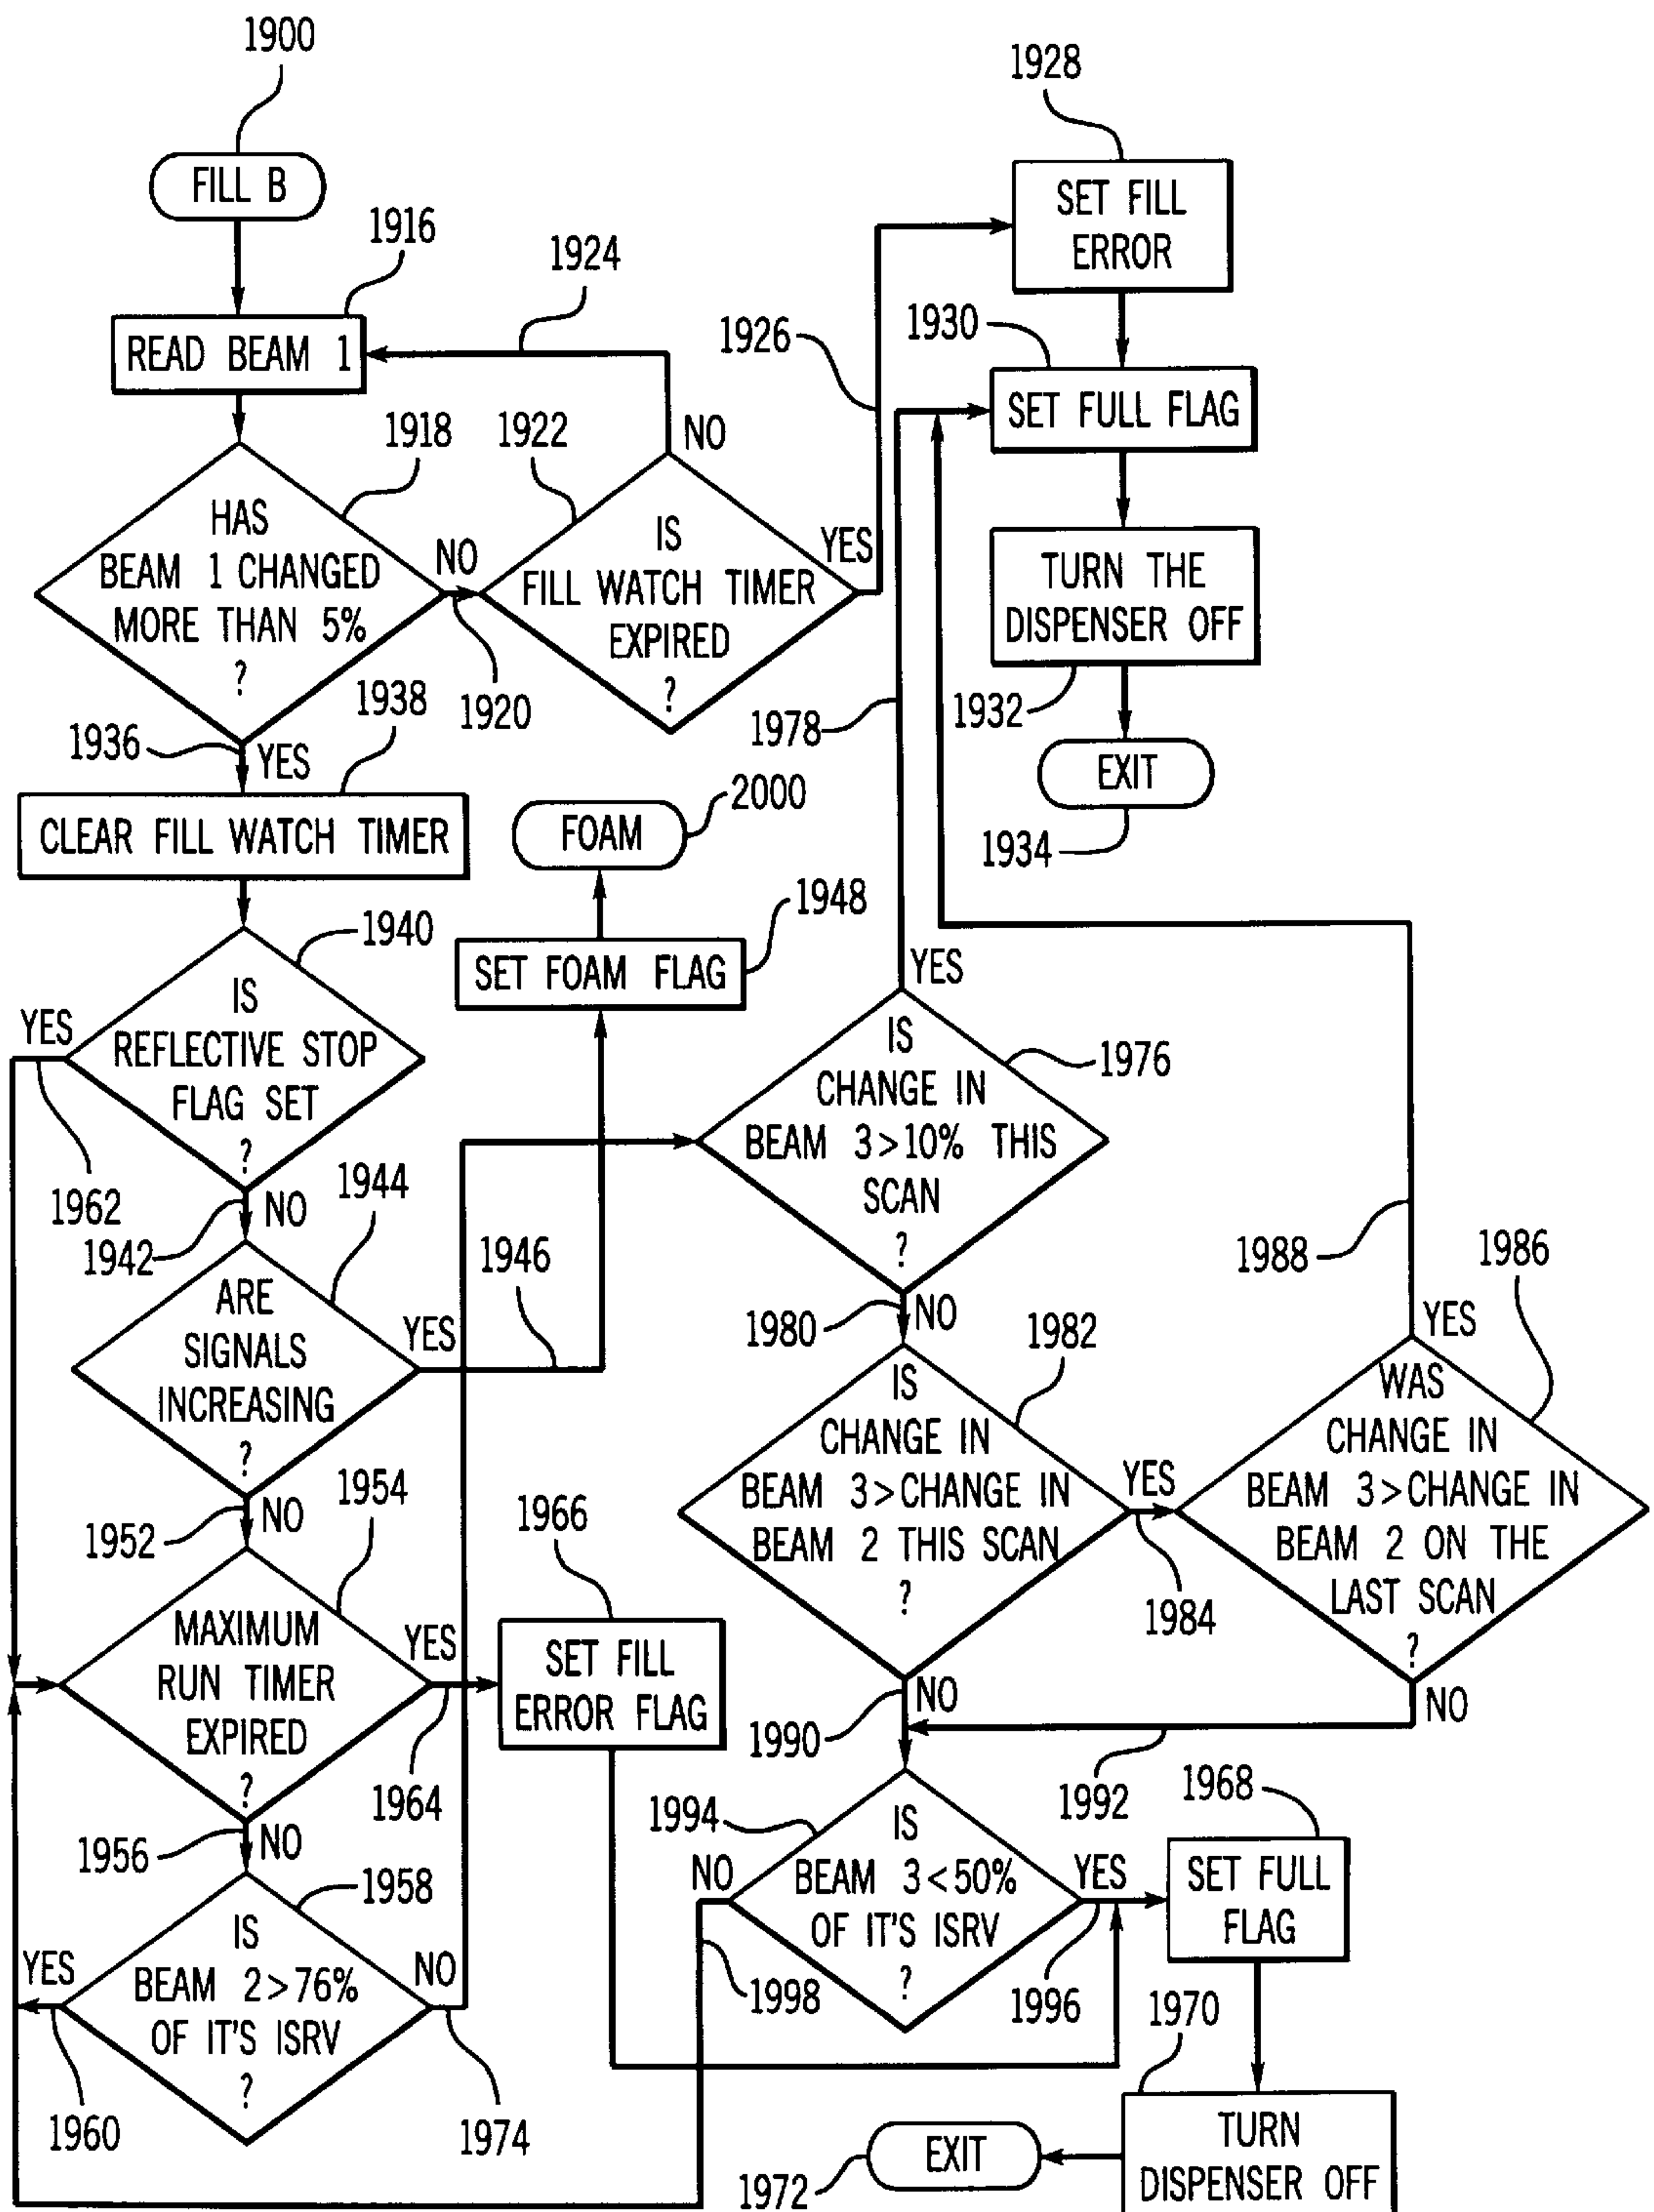 1900
FILL B
1916
READ BEAM 1
1924
1918
HAS
BEAM 1 CHANGED
MORE THAN 5%
?
NO
1920
1922
IS
FILL WATCH TIMER
EXPIRED
?
NO
YES
1926
1928
SET FILL
ERROR
1930
SET FULL FLAG
TURN THE
DISPENSER OFF
1932
EXIT
1934
1936
YES
1938
CLEAR FILL WATCH TIMER
1940
IS
REFLECTIVE STOP
FLAG SET
?
YES
1962
NO
1942
1944
ARE
SIGNALS
INCREASING
?
YES
1946
SET FOAM FLAG
1948
FOAM
2000
1952
NO
1954
MAXIMUM
RUN TIMER
EXPIRED
?
YES
1964
1966
SET FILL
ERROR FLAG
1956
NO
1958
IS
BEAM 2>76%
OF IT'S ISRV
?
YES
1960
NO
1974
1978
YES
IS
CHANGE IN
BEAM 3>10% THIS
SCAN
?
1976
1980
NO
1982
IS
CHANGE IN
BEAM 3>CHANGE IN
BEAM 2 THIS SCAN
?
YES
1984
1986
WAS
CHANGE IN
BEAM 3>CHANGE IN
BEAM 2 ON THE
LAST SCAN
?
YES
1988
NO
1992
1990
NO
1994
IS
BEAM 3<50%
OF IT'S ISRV
?
NO
1998
YES
1996
1968
SET FULL
FLAG
1970
TURN
DISPENSER OFF
EXIT
1972